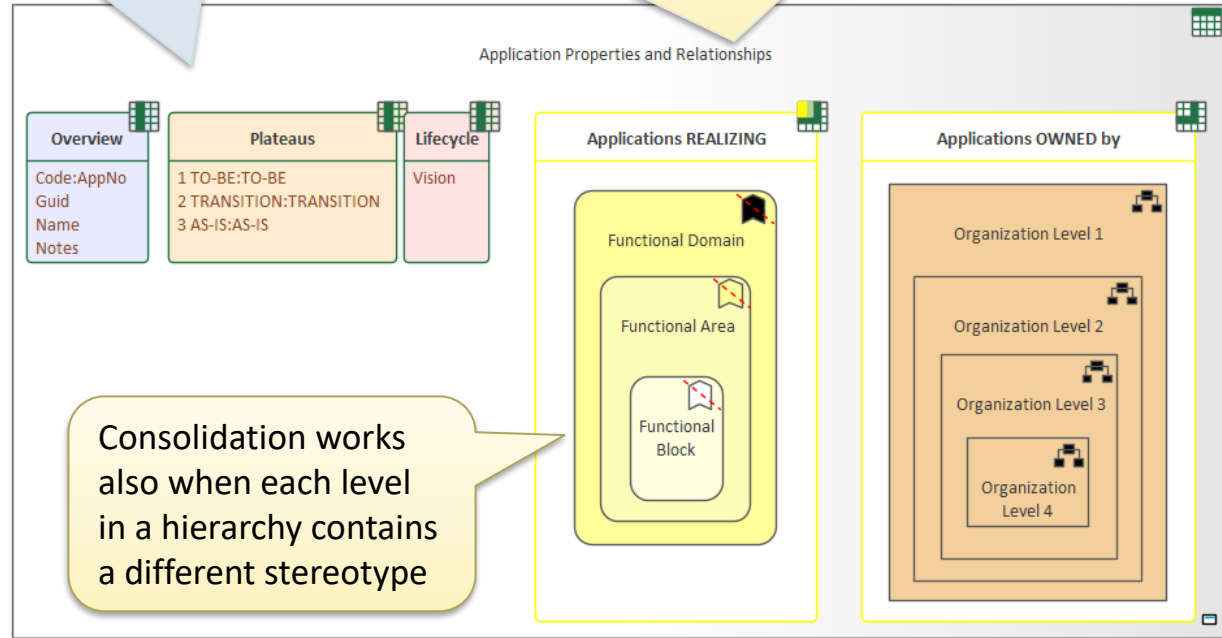 Application Properties and Relationships
Overview
Code:AppNo
Guid
Name
Notes
Plateaus
1 TO-BE:TO-BE
2 TRANSITION:TRANSITION
3 AS-IS:AS-IS
Lifecycle
Vision
Applications REALIZING
Functional Domain
Functional Area
Functional
Block
Applications OWNED by
Organization Level 1
Organization Level 2
Organization Level 3
Organization
Level 4
Consolidation works
also when each level
in a hierarchy contains
a different stereotype